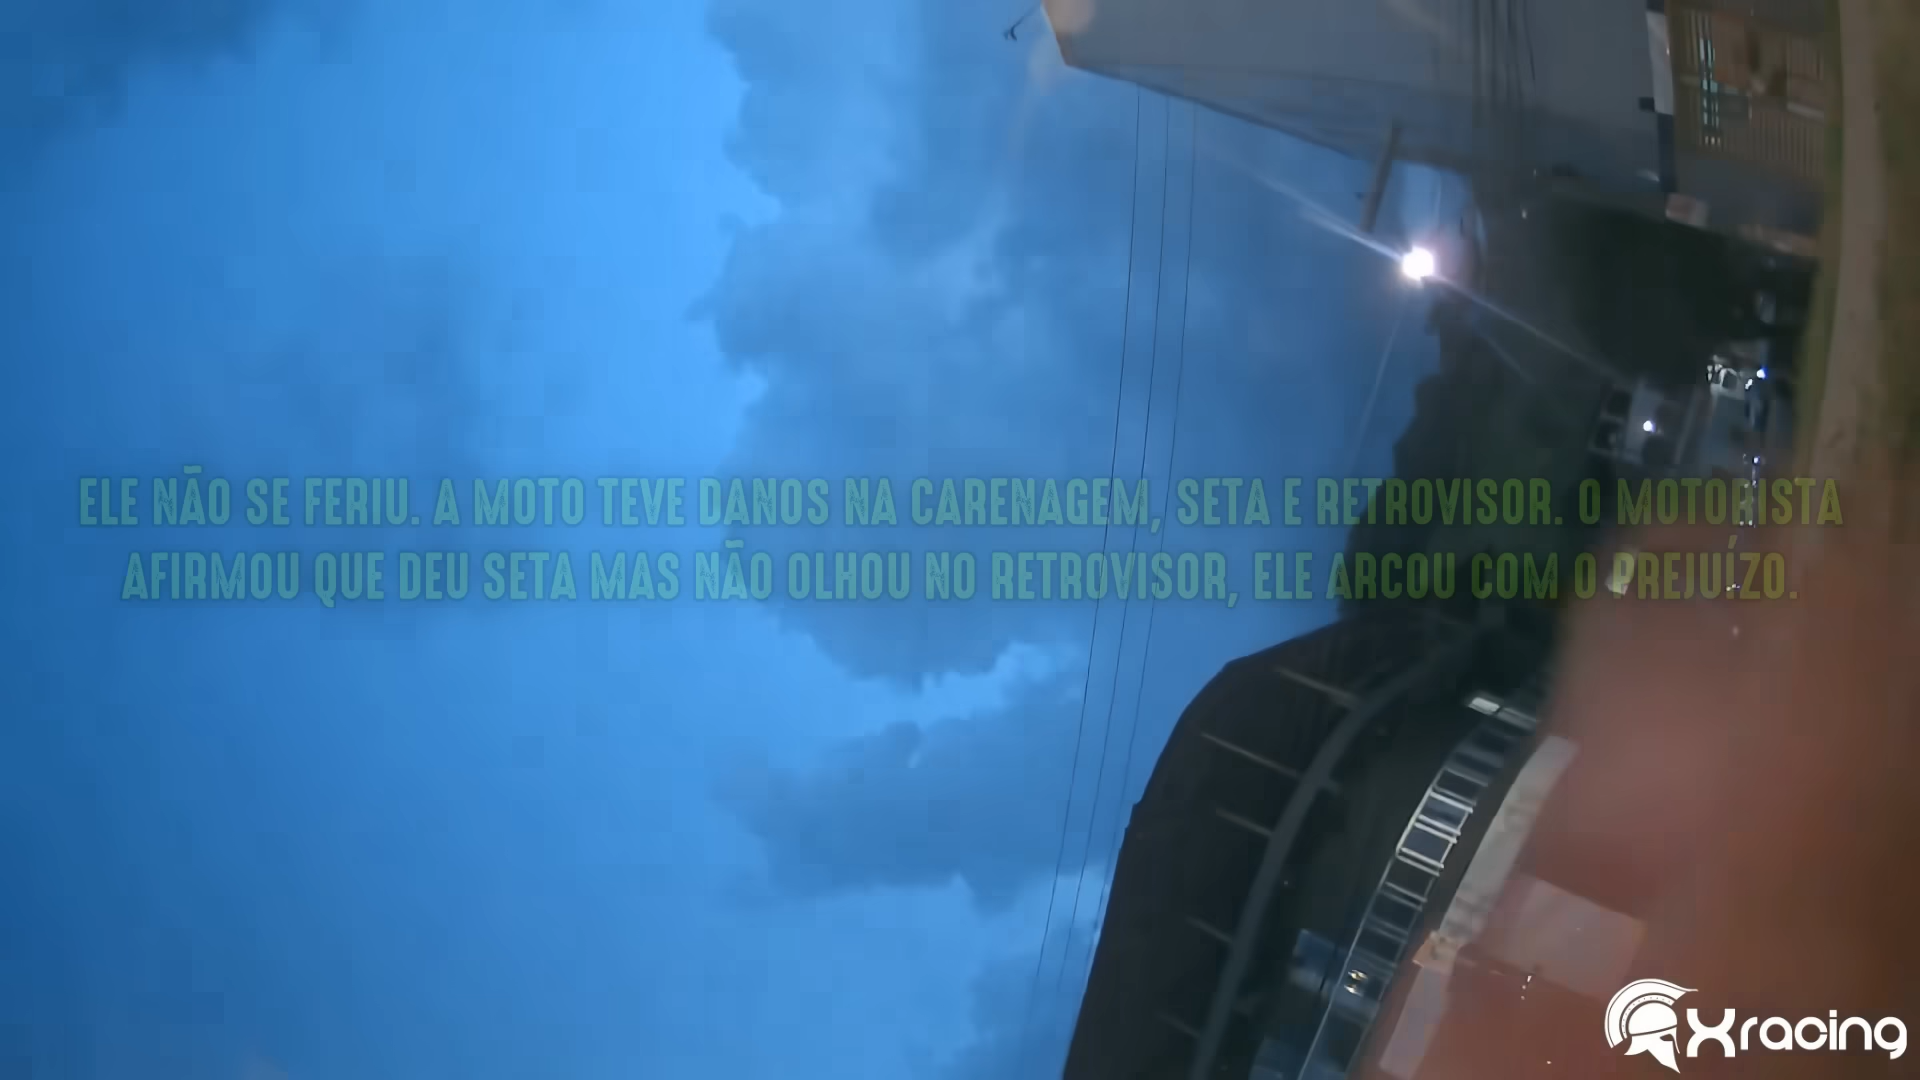 ELE NÃO SE FERIU. A MOTO TEVE DANOS NA CARENAGEM, SETA E RETROVISOR. O MOTORISTA
AFIRMOU QUE DEU SETA MAS NÃO OLHOU NO RETROVISOR, ELE ARCOU COM O PREJUÍZO.
Xracing